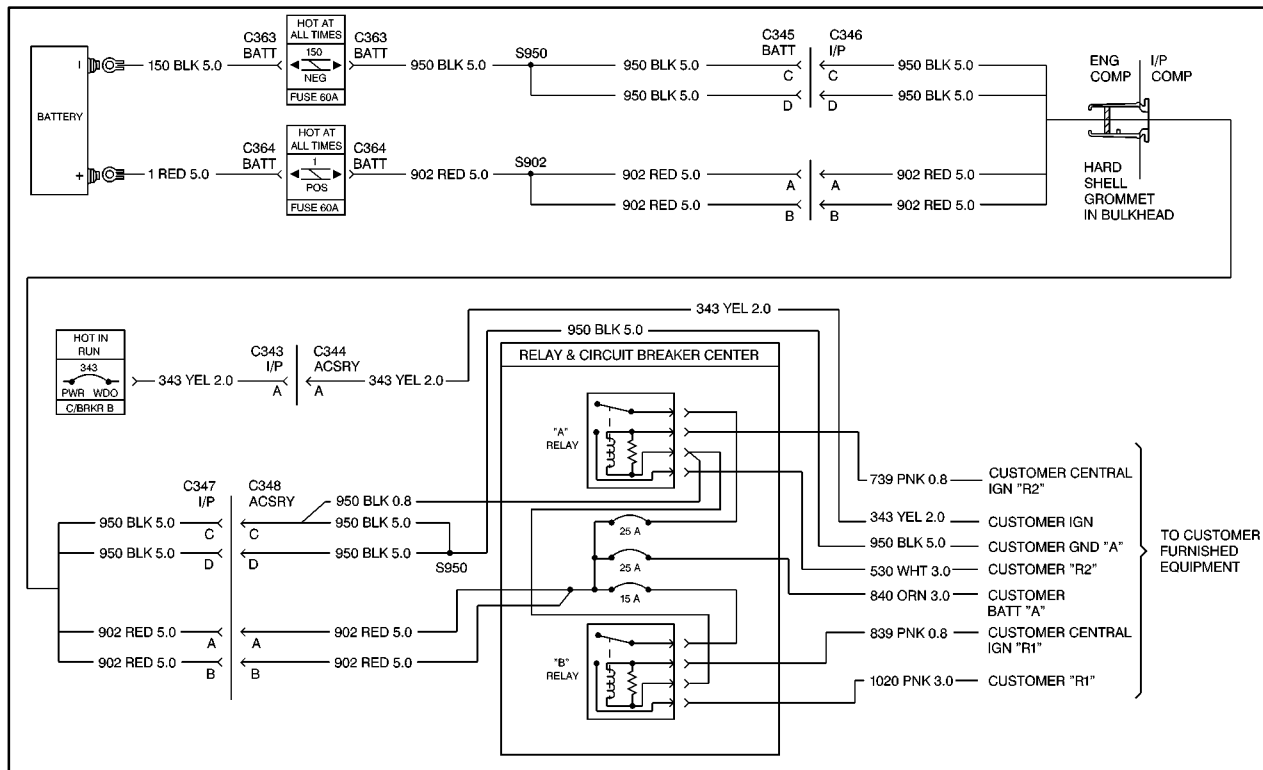 HOT AT
ALL TIMES
C363
BATT
150
NEG
FUSE 60A
C363
BATT
150 BLK 5.0
950 BLK 5.0
S950
950 BLK 5.0
950 BLK 5.0
C345
BATT
C
D
C346
I/P
C
D
950 BLK 5.0
950 BLK 5.0
ENG
COMP
I/P
COMP
BATTERY
−
+
HOT AT
ALL TIMES
C364
BATT
1
POS
FUSE 60A
C364
BATT
1 RED 5.0
902 RED 5.0
S902
902 RED 5.0
902 RED 5.0
A
B
A
B
902 RED 5.0
902 RED 5.0
HARD
SHELL
GROMMET
IN BULKHEAD
343 YEL 2.0
950 BLK 5.0
HOT IN
RUN
343
PWR WDO
C/BRKR B
343 YEL 2.0
C343
I/P
A
C344
ACSRY
A
343 YEL 2.0
RELAY & CIRCUIT BREAKER CENTER
"A"
RELAY
C347
I/P
C348
ACSRY
950 BLK 0.8
950 BLK 5.0
C
C
950 BLK 5.0
950 BLK 5.0
D
D
950 BLK 5.0
S950
25 A
25 A
15 A
902 RED 5.0
A
A
902 RED 5.0
902 RED 5.0
B
B
902 RED 5.0
"B"
RELAY
739 PNK 0.8
CUSTOMER CENTRAL
IGN "R2"
343 YEL 2.0
CUSTOMER IGN
950 BLK 5.0
CUSTOMER GND "A"
530 WHT 3.0
CUSTOMER "R2"
840 ORN 3.0
CUSTOMER
BATT "A"
839 PNK 0.8
CUSTOMER CENTRAL
IGN "R1"
1020 PNK 3.0
CUSTOMER "R1"
TO CUSTOMER
FURNISHED
EQUIPMENT